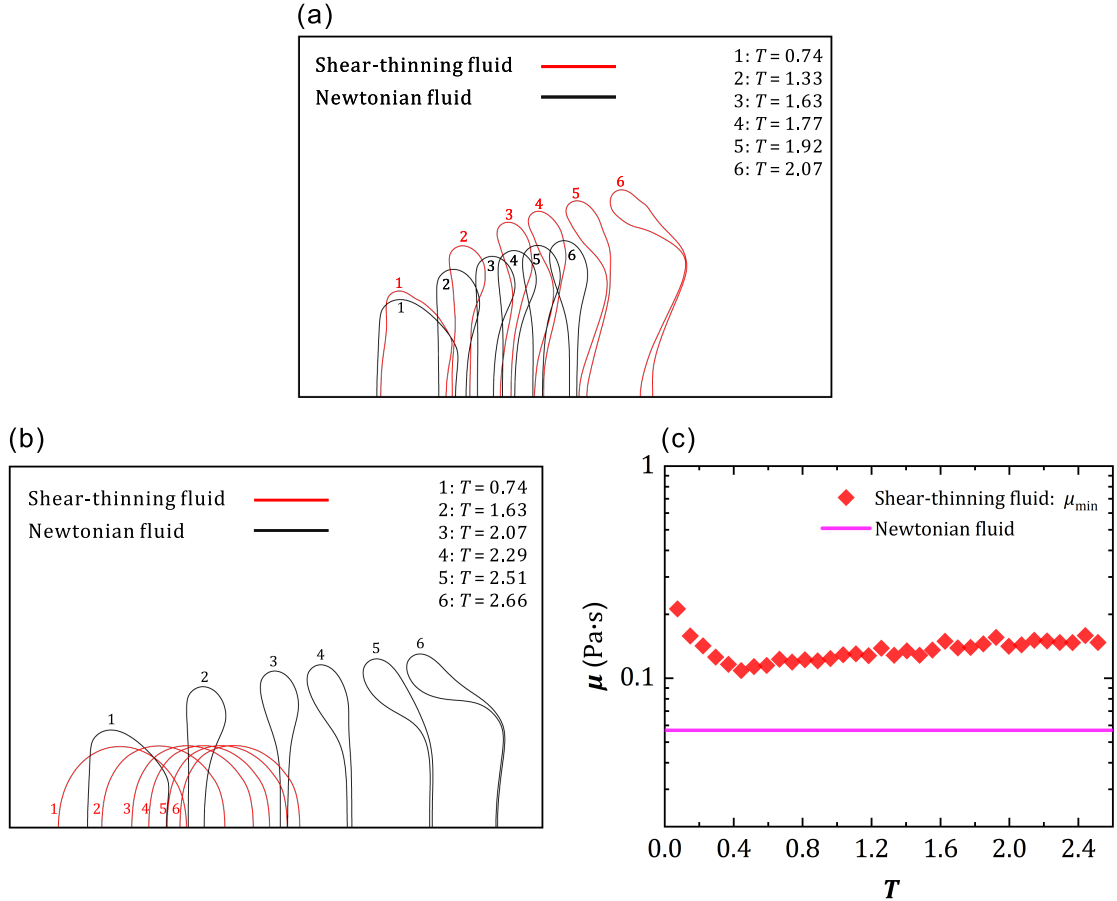 (a)
Shear-thinning fluid
Newtonian fluid
1: T = 0.74
2: T = 1.33
3: T = 1.63
4: T = 1.77
5: T = 1.92
6: T = 2.07
1
2
3
4
5
6
1
2
3
4
5
6
(b)
Shear-thinning fluid
Newtonian fluid
1: T = 0.74
2: T = 1.63
3: T = 2.07
4: T = 2.29
5: T = 2.51
6: T = 2.66
1
2
3
4
5
6
1
2
3
4
5
6
(c)
1
0.1
μ (Pa·s)
Shear-thinning fluid: μmin
Newtonian fluid
0.0 0.4 0.8 1.2 1.6 2.0 2.4
T